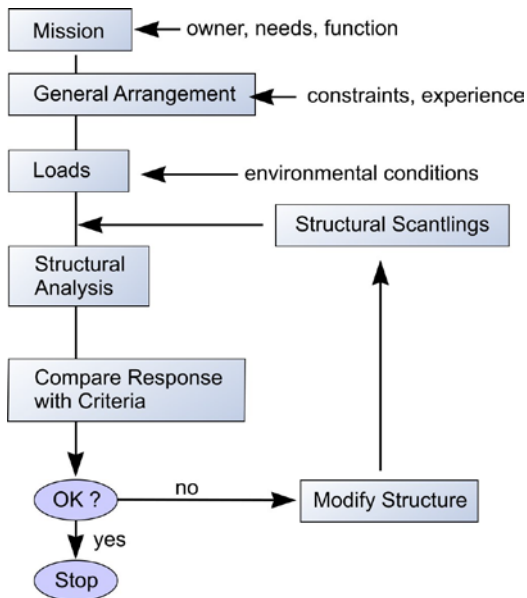 Mission
owner, needs, function
General Arrangement
constraints, experience
Loads
environmental conditions
Structural Scantlings
Structural
Analysis
Compare Response
with Criteria
OK ?
no
Modify Structure
yes
Stop